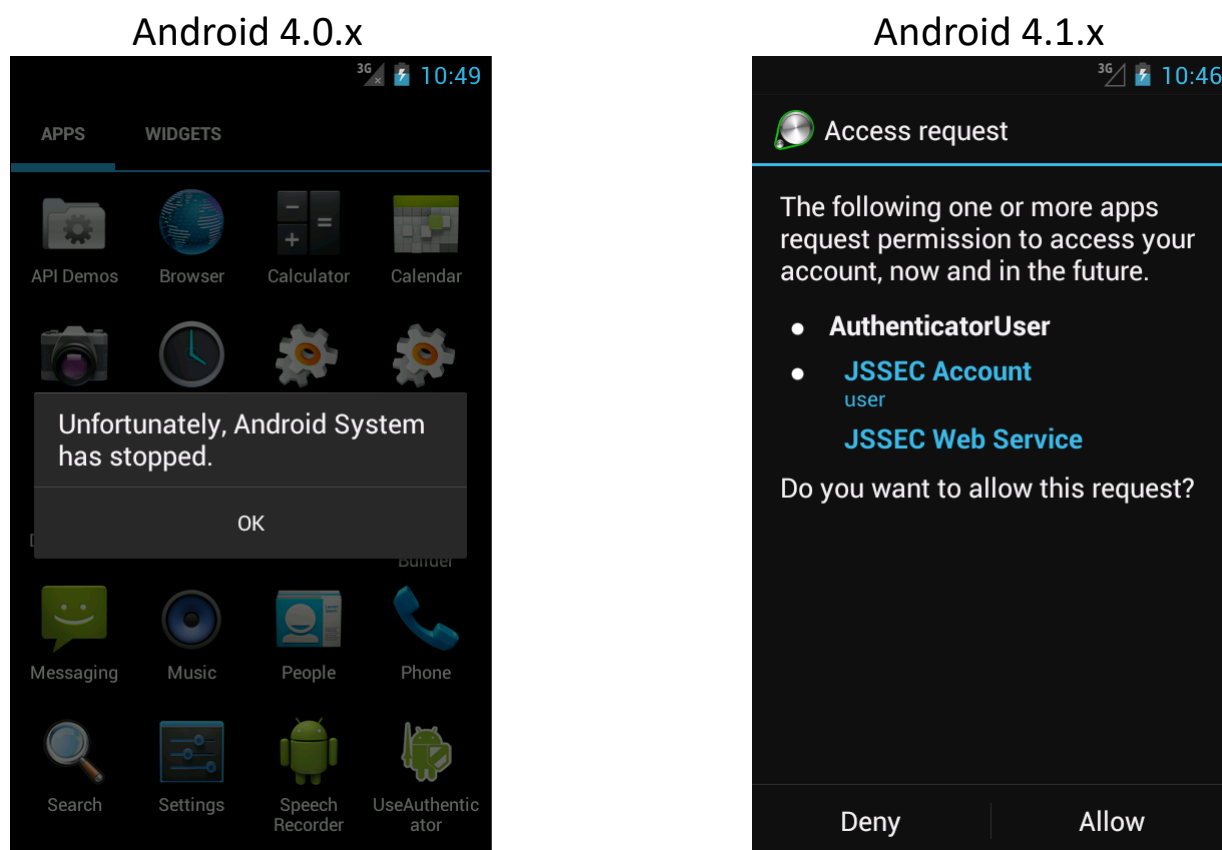 Android 4.0.x
3G
10:49
APPS
WIDGETS
API Demos
Browser
Calculator
Calendar
Unfortunately, Android System
has stopped.
OK
Builder
Messaging
Music
People
Phone
Search
Settings
Speech
Recorder
UseAuthentic
ator
Android 4.1.x
3G
10:46
Access request
The following one or more apps
request permission to access your
account, now and in the future.
● AuthenticatorUser
● JSSEC Account
user
JSSEC Web Service
Do you want to allow this request?
Deny
Allow